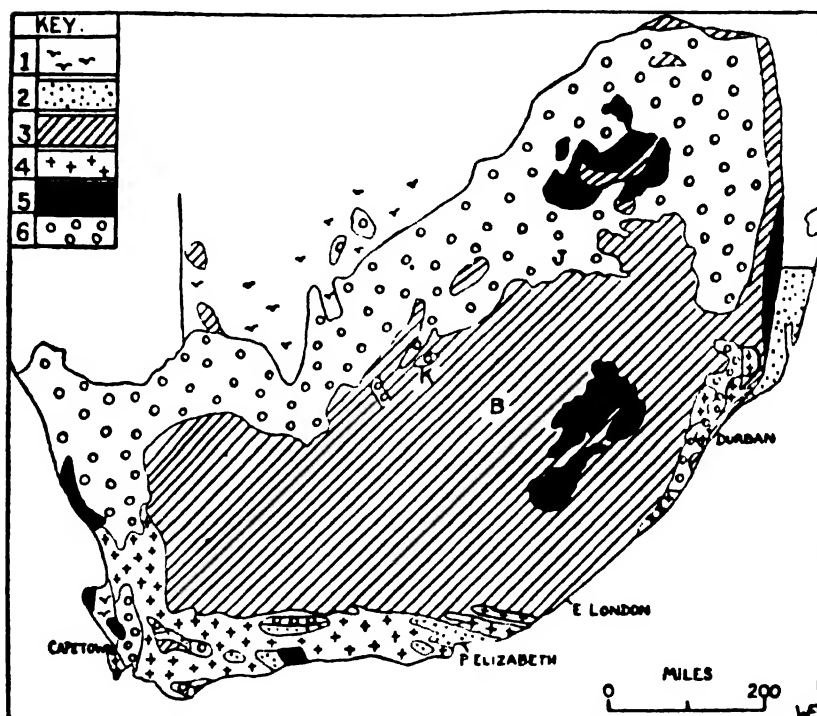 KEY.
1
2
3
4
5
6
J
K
B
DURBAN
E LONDON
CAPETOWN
P. ELIZABETH
MILES
0 200